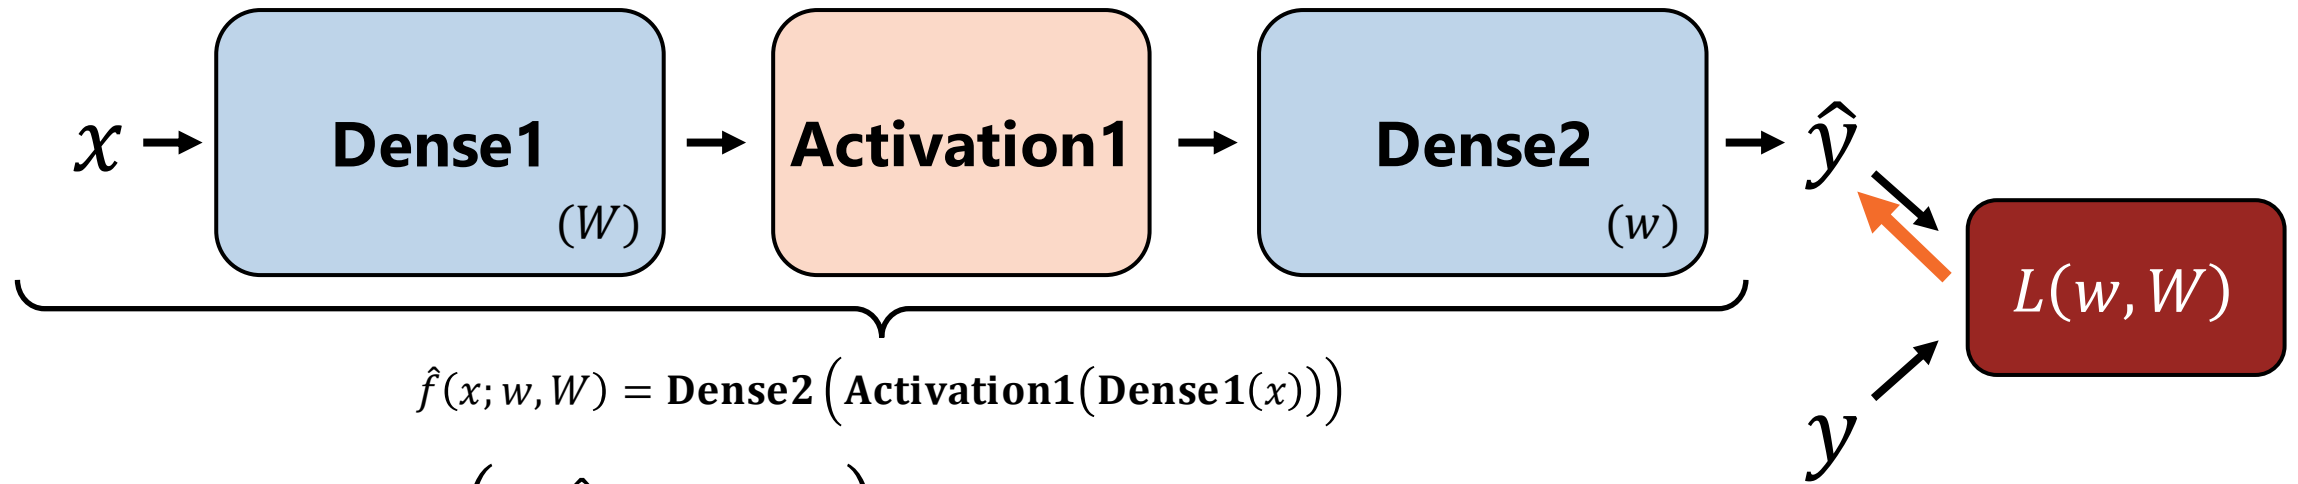 x
Dense1
(W)
Activation1
Dense2
(w)
ŷ
L(w, W)
y
f̂(x; w, W) = Dense2(Activation1(Dense1(x)))